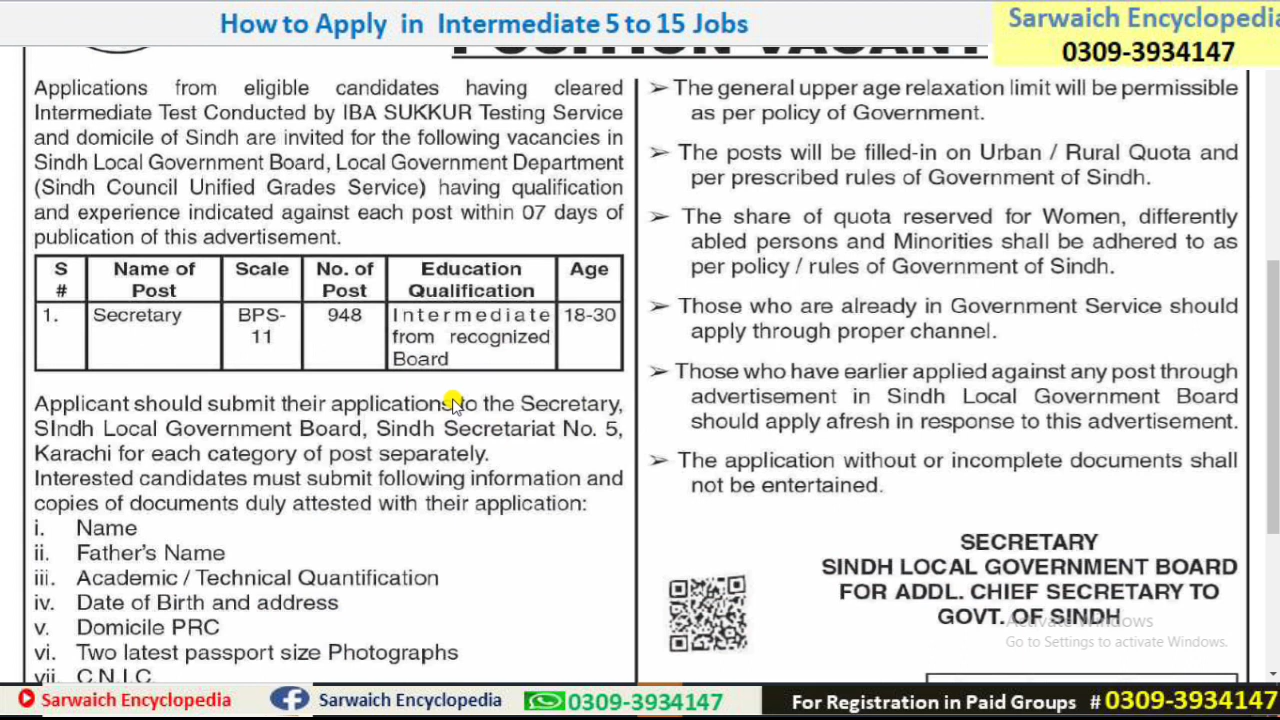 How to Apply in Intermediate 5 to 15 Jobs
Sarwaich Encyclopedia
0309-3934147
POSITION VACANT
Applications from eligible candidates having cleared
Intermediate Test Conducted by IBA SUKKUR Testing Service
and domicile of Sindh are invited for the following vacancies in
Sindh Local Government Board, Local Government Department
(Sindh Council Unified Grades Service) having qualification
and experience indicated against each post within 07 days of
publication of this advertisement.
S # Name of Post Scale No. of Post Education Qualification Age
1. Secretary BPS-11 948 Intermediate from recognized Board 18-30
Applicant should submit their applications to the Secretary,
SIndh Local Government Board, Sindh Secretariat No. 5,
Karachi for each category of post separately.
Interested candidates must submit following information and
copies of documents duly attested with their application:
i. Name
ii. Father's Name
iii. Academic / Technical Quantification
iv. Date of Birth and address
v. Domicile PRC
vi. Two latest passport size Photographs
vii. C.N.I.C.
➢ The general upper age relaxation limit will be permissible
as per policy of Government.
➢ The posts will be filled-in on Urban / Rural Quota and
per prescribed rules of Government of Sindh.
➢ The share of quota reserved for Women, differently
abled persons and Minorities shall be adhered to as
per policy / rules of Government of Sindh.
➢ Those who are already in Government Service should
apply through proper channel.
➢ Those who have earlier applied against any post through
advertisement in Sindh Local Government Board
should apply afresh in response to this advertisement.
➢ The application without or incomplete documents shall
not be entertained.
SECRETARY
SINDH LOCAL GOVERNMENT BOARD
FOR ADDL. CHIEF SECRETARY TO
GOVT. OF SINDH
Activate Windows
Go to Settings to activate Windows.
Sarwaich Encyclopedia
Sarwaich Encyclopedia
0309-3934147
For Registration in Paid Groups # 0309-3934147